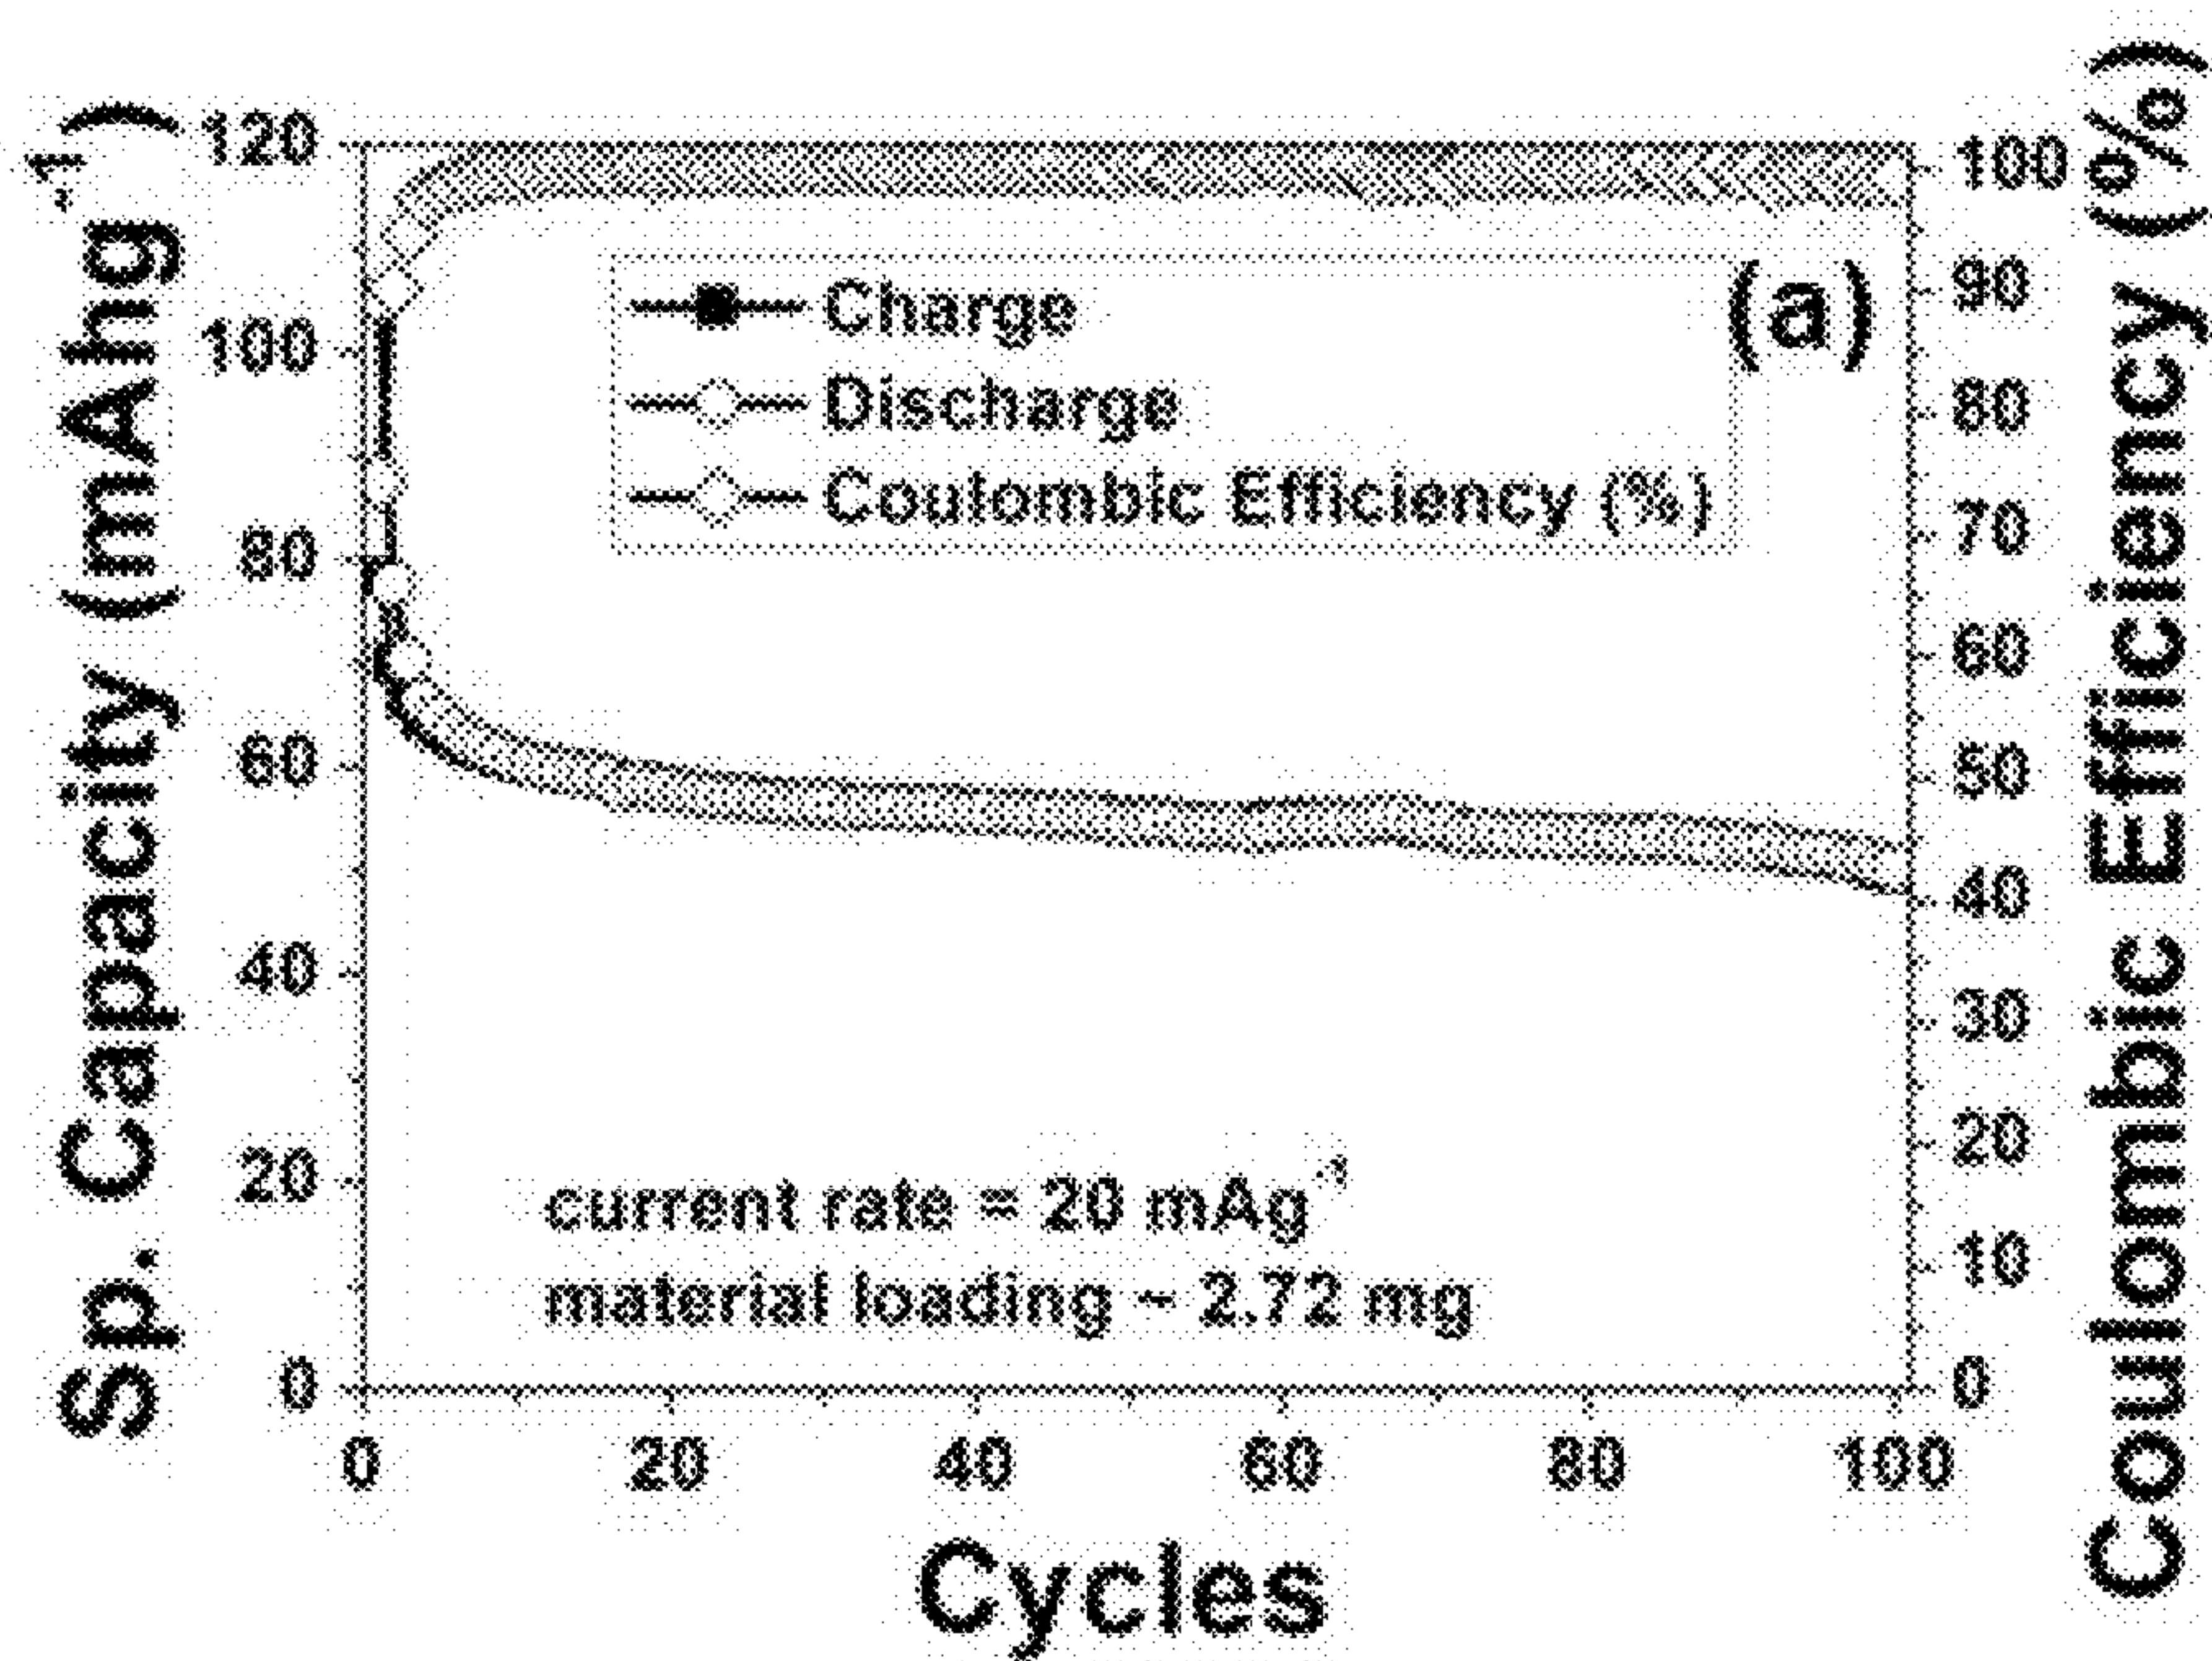 Sp. Capacity (mAhg-1)
120
100
80
60
40
20
0
(a)
Charge
Discharge
Coulombic Efficiency (%)
current rate = 20 mAg-1
material loading ~ 2.72 mg
0 20 40 60 80 100
Cycles
100
90
80
70
60
50
40
30
20
10
0
Coulombic Efficiency (%)